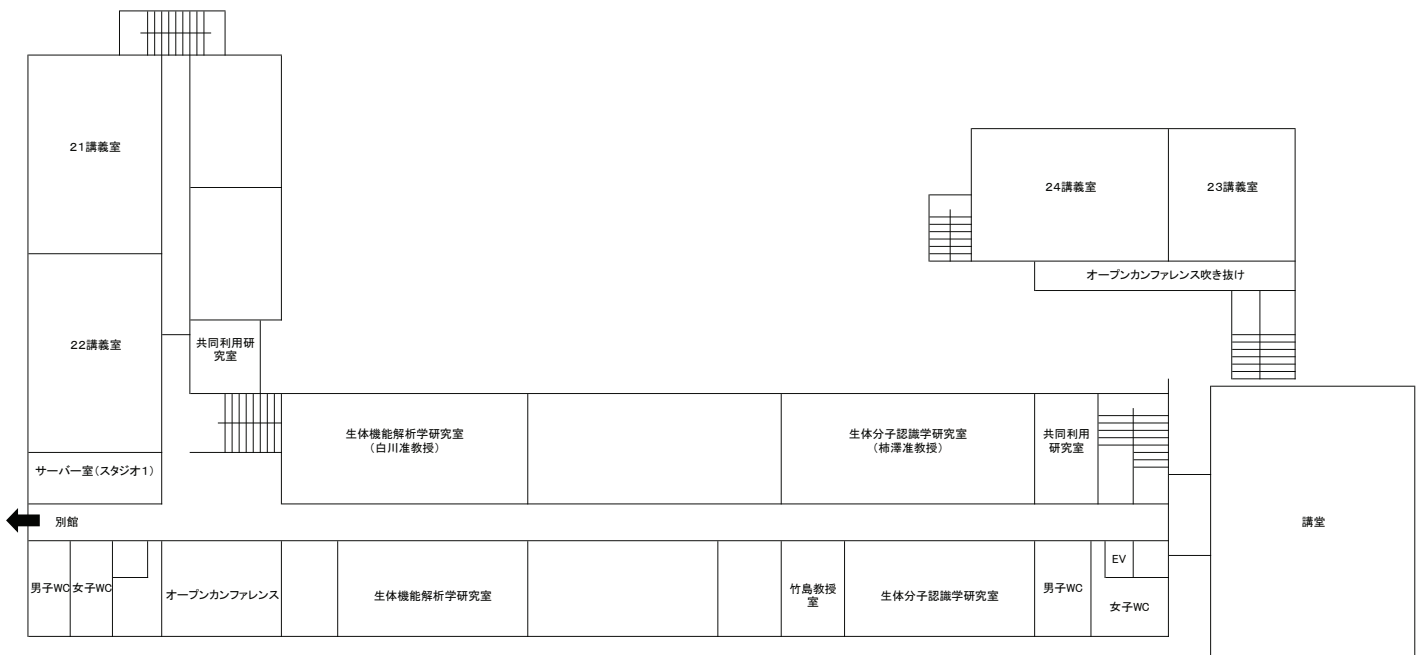 21講義室
24講義室
23講義室
オープンカンファレンス吹き抜け
22講義室
共同利用研
究室
生体機能解析学研究室
(白川准教授)
生体分子認識学研究室
(柿澤准教授)
共同利用
研究室
サーバー室(スタジオ1)
別館
講堂
男子WC
女子WC
オープンカンファレンス
生体機能解析学研究室
竹島教授
室
生体分子認識学研究室
男子WC
EV
女子WC